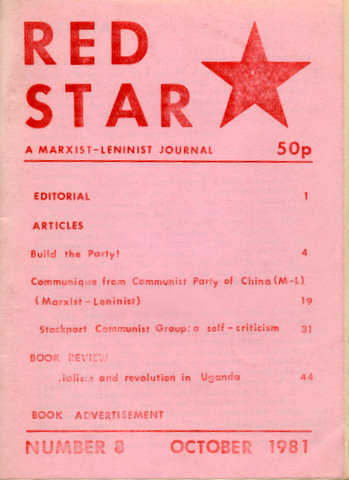 RED
STAR
A MARXIST-LENINIST JOURNAL 50p
EDITORIAL 1
ARTICLES
Build the Party! 4
Communique from Communist Party of China (M-L)
(Marxist-Leninist) 19
Stockport Communist Group: a self-criticism 31
BOOK REVIEW
and revolution in Uganda 44
BOOK ADVERTISEMENT
NUMBER 8 OCTOBER 1981